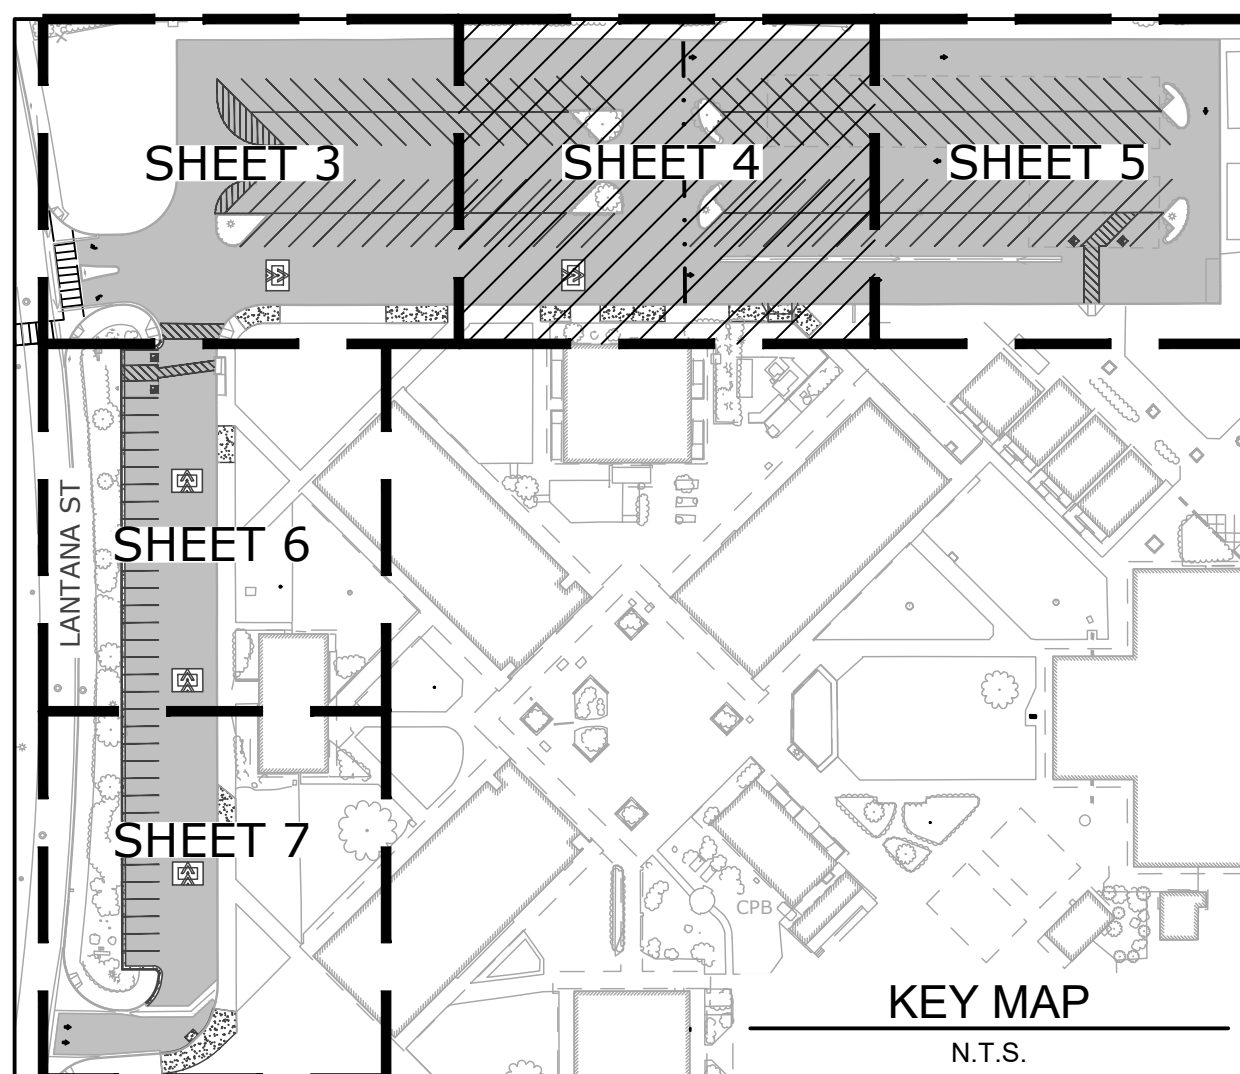 SHEET 3
SHEET 4
SHEET 5
LANTANA ST
SHEET 6
SHEET 7
CPB
KEY MAP
N.T.S.